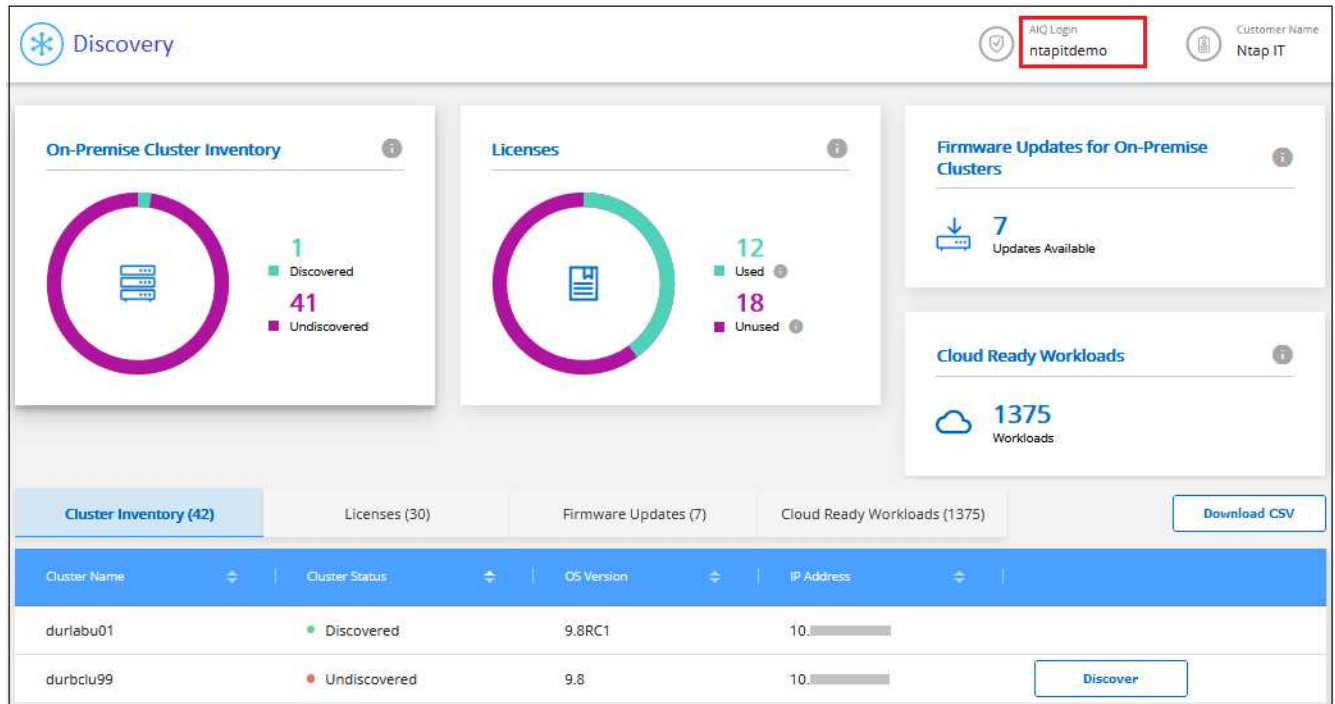 Discovery
AIQ Login
ntapitdemo
Customer Name
Ntap IT
On-Premise Cluster Inventory
1
Discovered
41
Undiscovered
Licenses
12
Used
18
Unused
Firmware Updates for On-Premise
Clusters
7
Updates Available
Cloud Ready Workloads
1375
Workloads
Cluster Inventory (42)
Licenses (30)
Firmware Updates (7)
Cloud Ready Workloads (1375)
Download CSV
Cluster Name
Cluster Status
OS Version
IP Address
durlabu01
Discovered
9.8RC1
10.
durbclu99
Undiscovered
9.8
10.
Discover